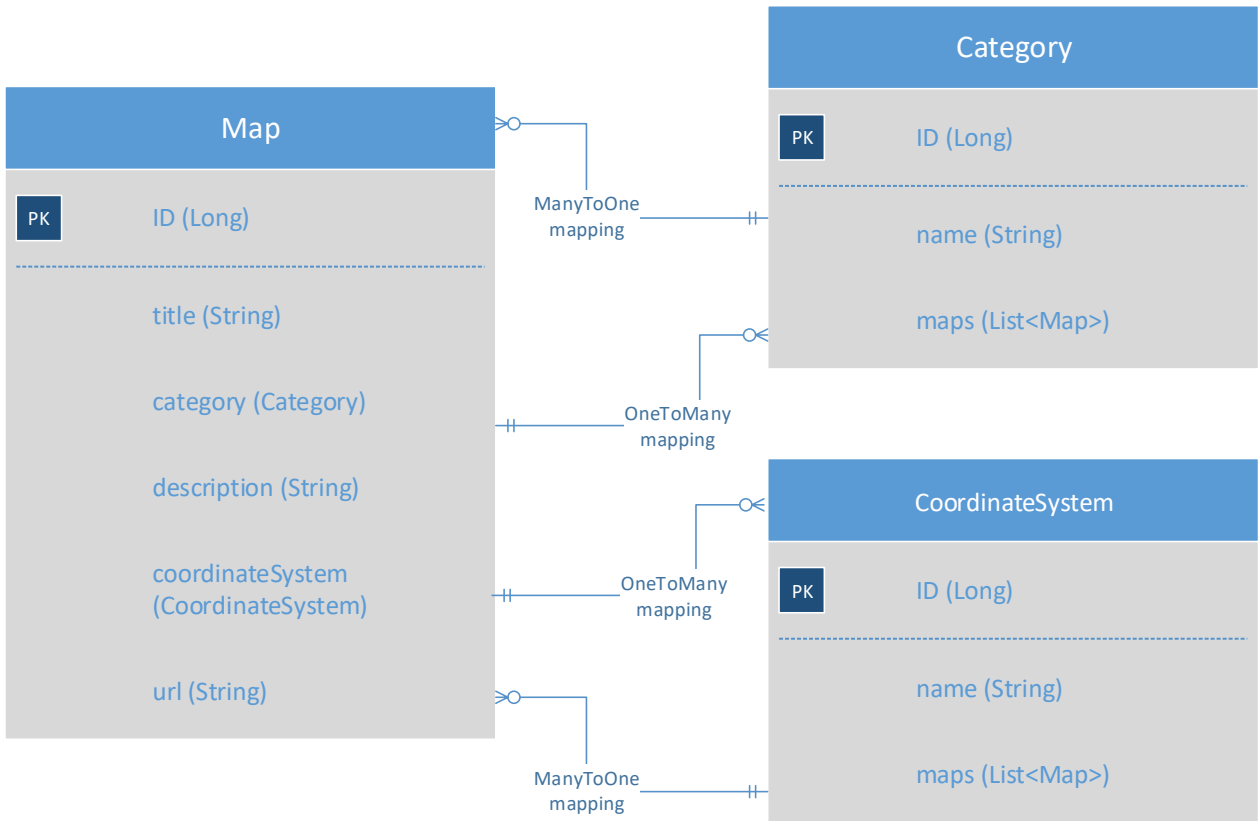 Map
PK
ID (Long)
title (String)
category (Category)
description (String)
coordinateSystem
(CoordinateSystem)
url (String)
ManyToOne
mapping
OneToMany
mapping
OneToMany
mapping
ManyToOne
mapping
Category
PK
ID (Long)
name (String)
maps (List<Map>)
CoordinateSystem
PK
ID (Long)
name (String)
maps (List<Map>)